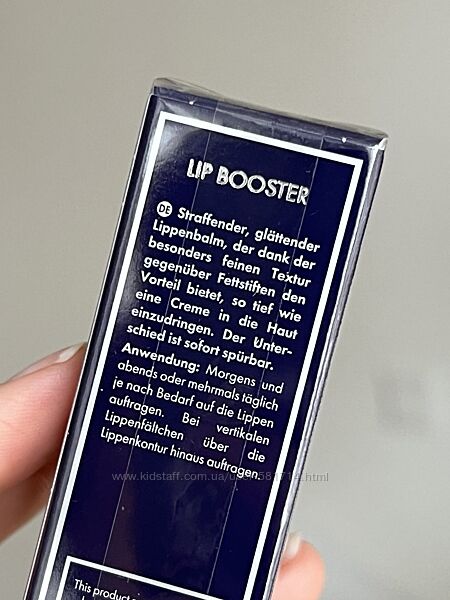 LIP BOOSTER
DE Straffender, glättender
Lippenbalm, der dank der
besonders feinen Textur
gegenüber Fettstiften den
Vorteil bietet, so tief wie
eine Creme in die Haut
einzudringen. Der Unter-
schied ist sofort spürbar.
Anwendung: Morgens und
abends oder mehrmals täglich
je nach Bedarf auf die Lippen
auftragen. Bei vertikalen
Lippenfältchen über die
Lippenkontur hinaus auftragen.
This product